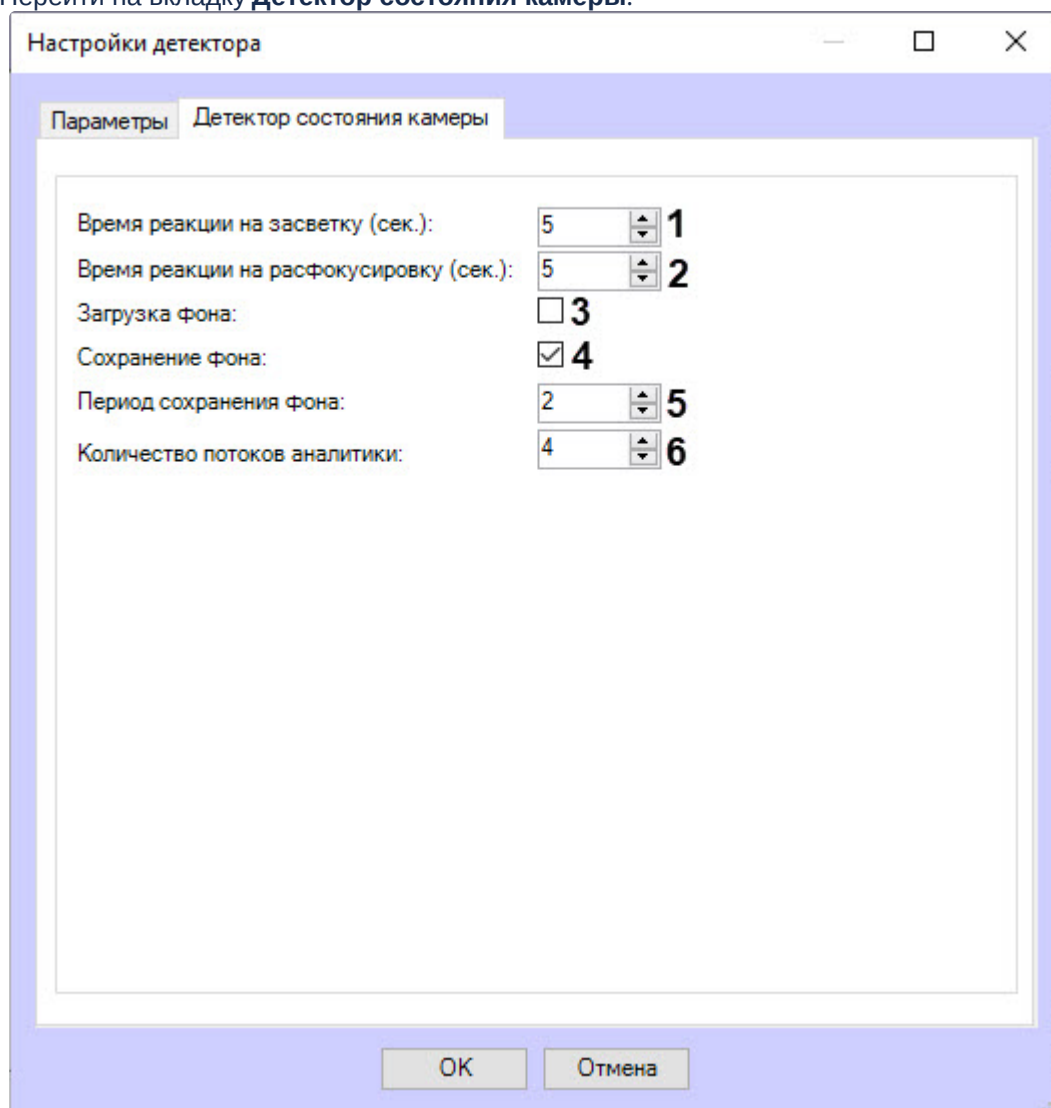 Перейти на вкладку Детектор состояния камеры.
Настройки детектора
Параметры Детектор состояния камеры
Время реакции на засветку (сек.): 5 1
Время реакции на расфокусировку (сек.): 5 2
Загрузка фона: 3
Сохранение фона: 4
Период сохранения фона: 2 5
Количество потоков аналитики: 4 6
OK Отмена